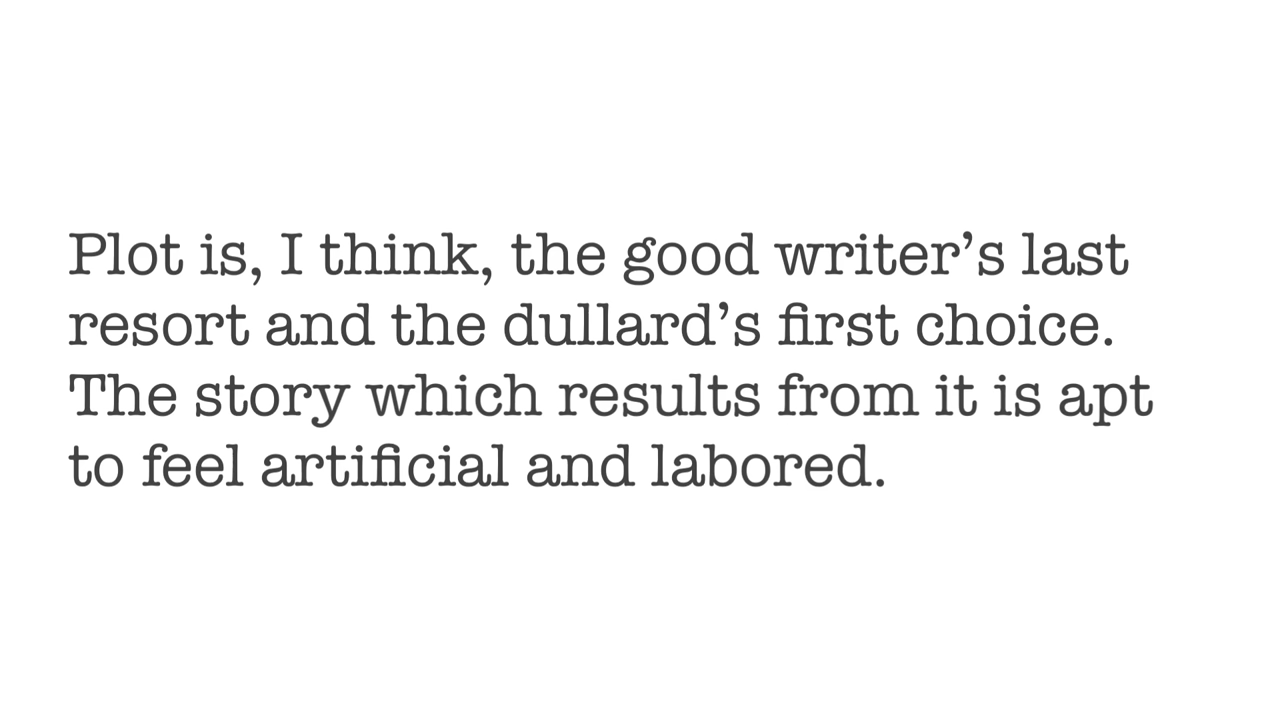 Plot is, I think, the good writer’s last
resort and the dullard’s first choice.
The story which results from it is apt
to feel artificial and labored.